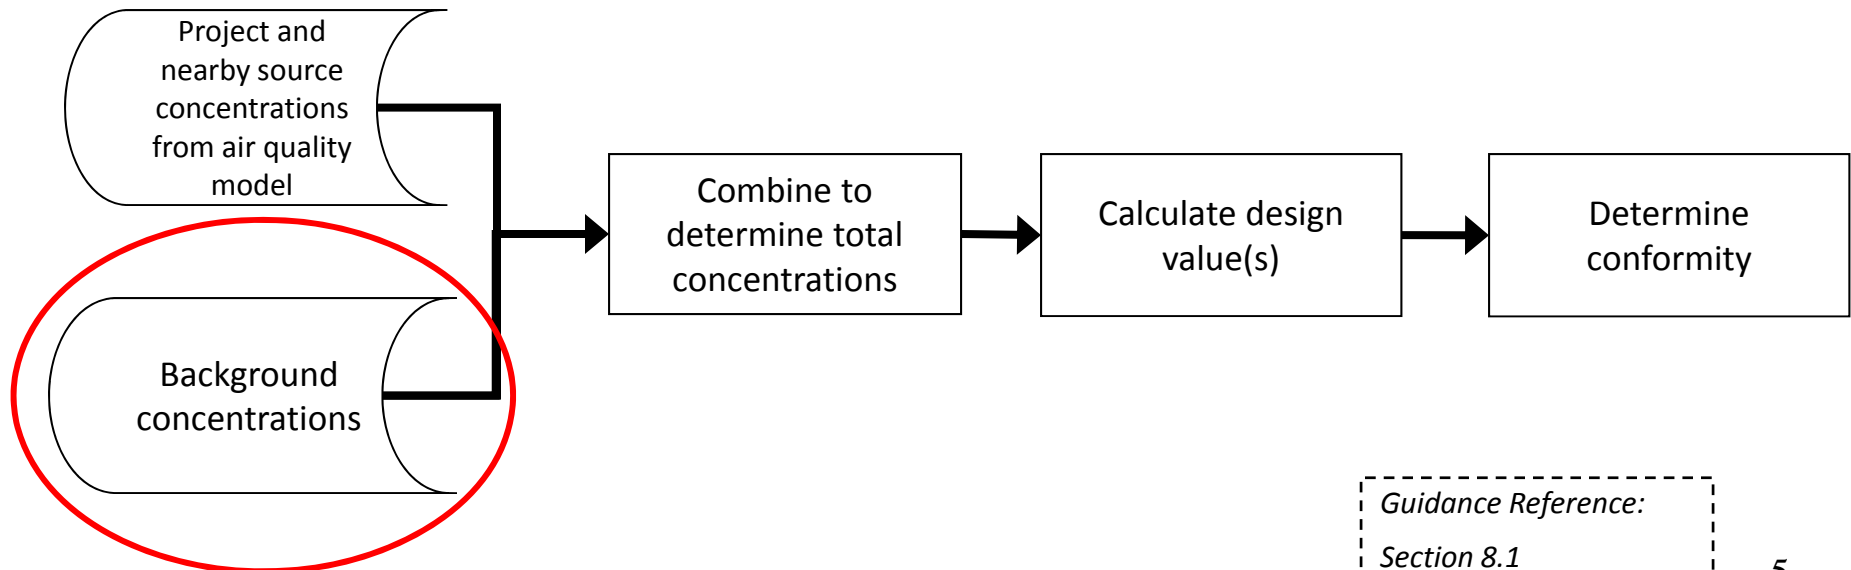 Project and
nearby source
concentrations
from air quality
model
Background
concentrations
Combine to
determine total
concentrations
Calculate design
value(s)
Determine
conformity
Guidance Reference:
Section 8.1
5